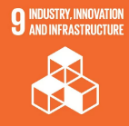 9 INDUSTRY, INNOVATION
AND INFRASTRUCTURE